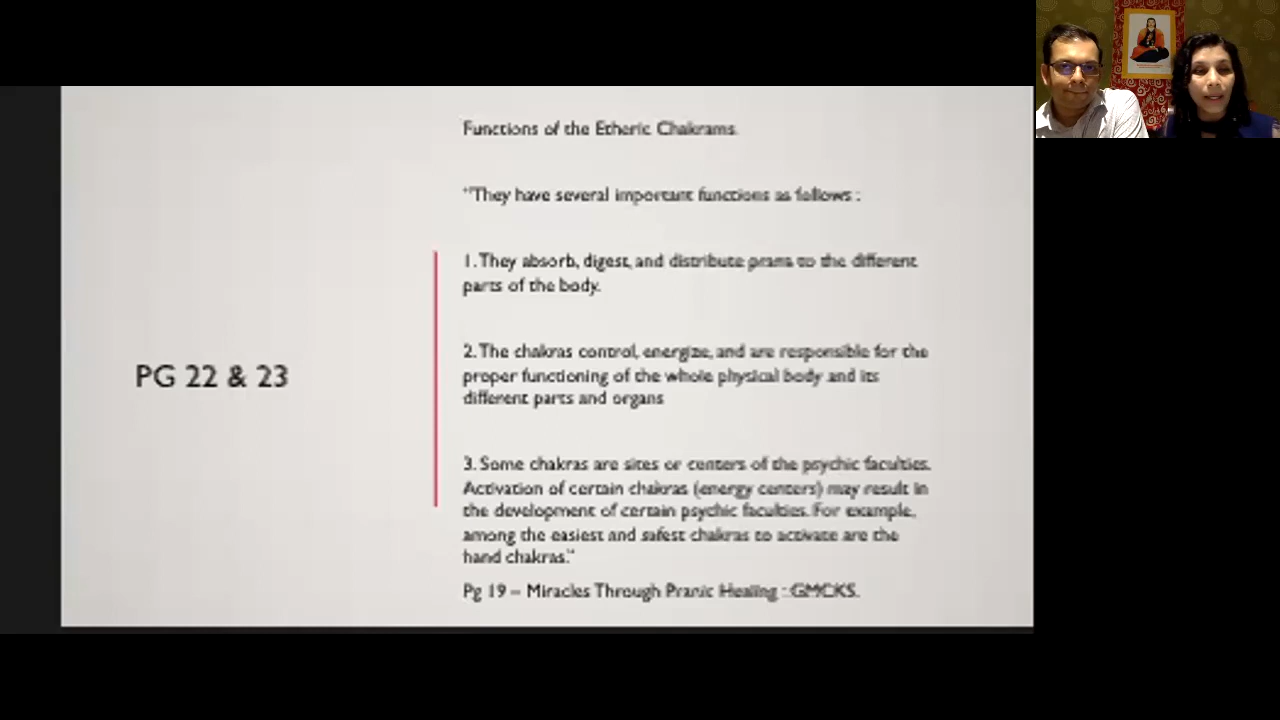 Functions of the Etheric Chakrams.
"They have several important functions as follows :
1. They absorb, digest, and distribute prana to the different
parts of the body.
PG 22 & 23
2. The chakras control, energize, and are responsible for the
proper functioning of the whole physical body and its
different parts and organs
3. Some chakras are sites or centers of the psychic faculties.
Activation of certain chakras (energy centers) may result in
the development of certain psychic faculties. For example,
among the easiest and safest chakras to activate are the
hand chakras."
Pg 19 – Miracles Through Pranic Healing : GMCKS.